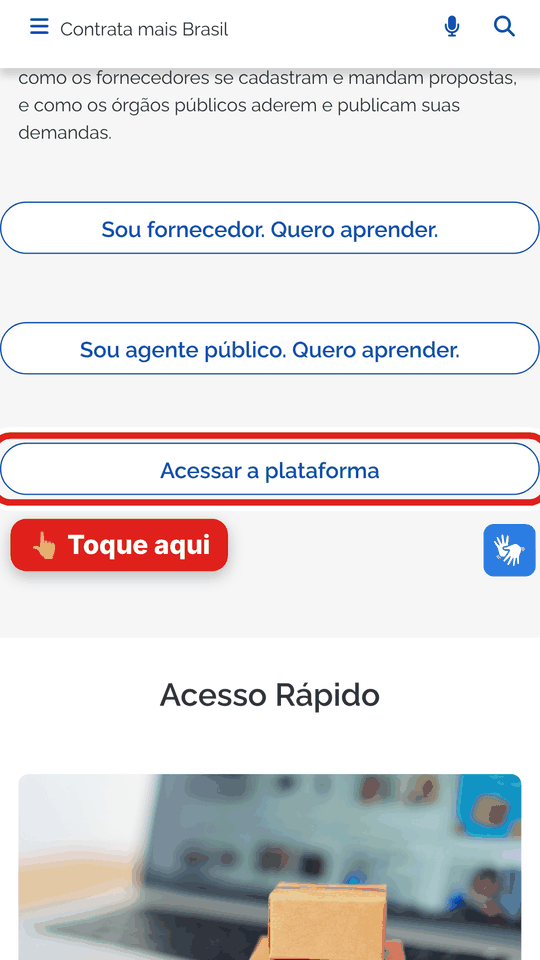 Contrata mais Brasil
como os fornecedores se cadastram e mandam propostas,
e como os órgãos públicos aderem e publicam suas
demandas.
Sou fornecedor. Quero aprender.
Sou agente público. Quero aprender.
Acessar a plataforma
👆 Toque aqui
Acesso Rápido